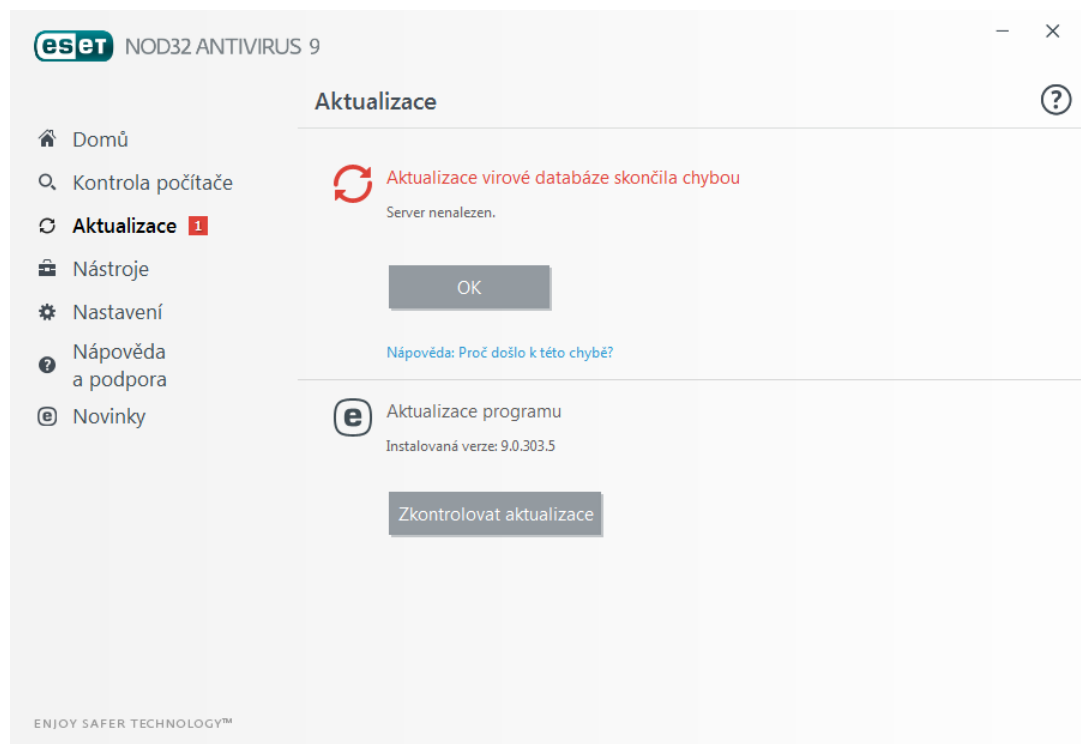 eset NOD32 ANTIVIRUS 9
Aktualizace
Domů
Kontrola počítače
Aktualizace 1
Nástroje
Nastavení
Nápověda
a podpora
Novinky
Aktualizace virové databáze skončila chybou
Server nenalezen.
OK
Nápověda: Proč došlo k této chybě?
Aktualizace programu
Instalovaná verze: 9.0.303.5
Zkontrolovat aktualizace
ENJOY SAFER TECHNOLOGY™